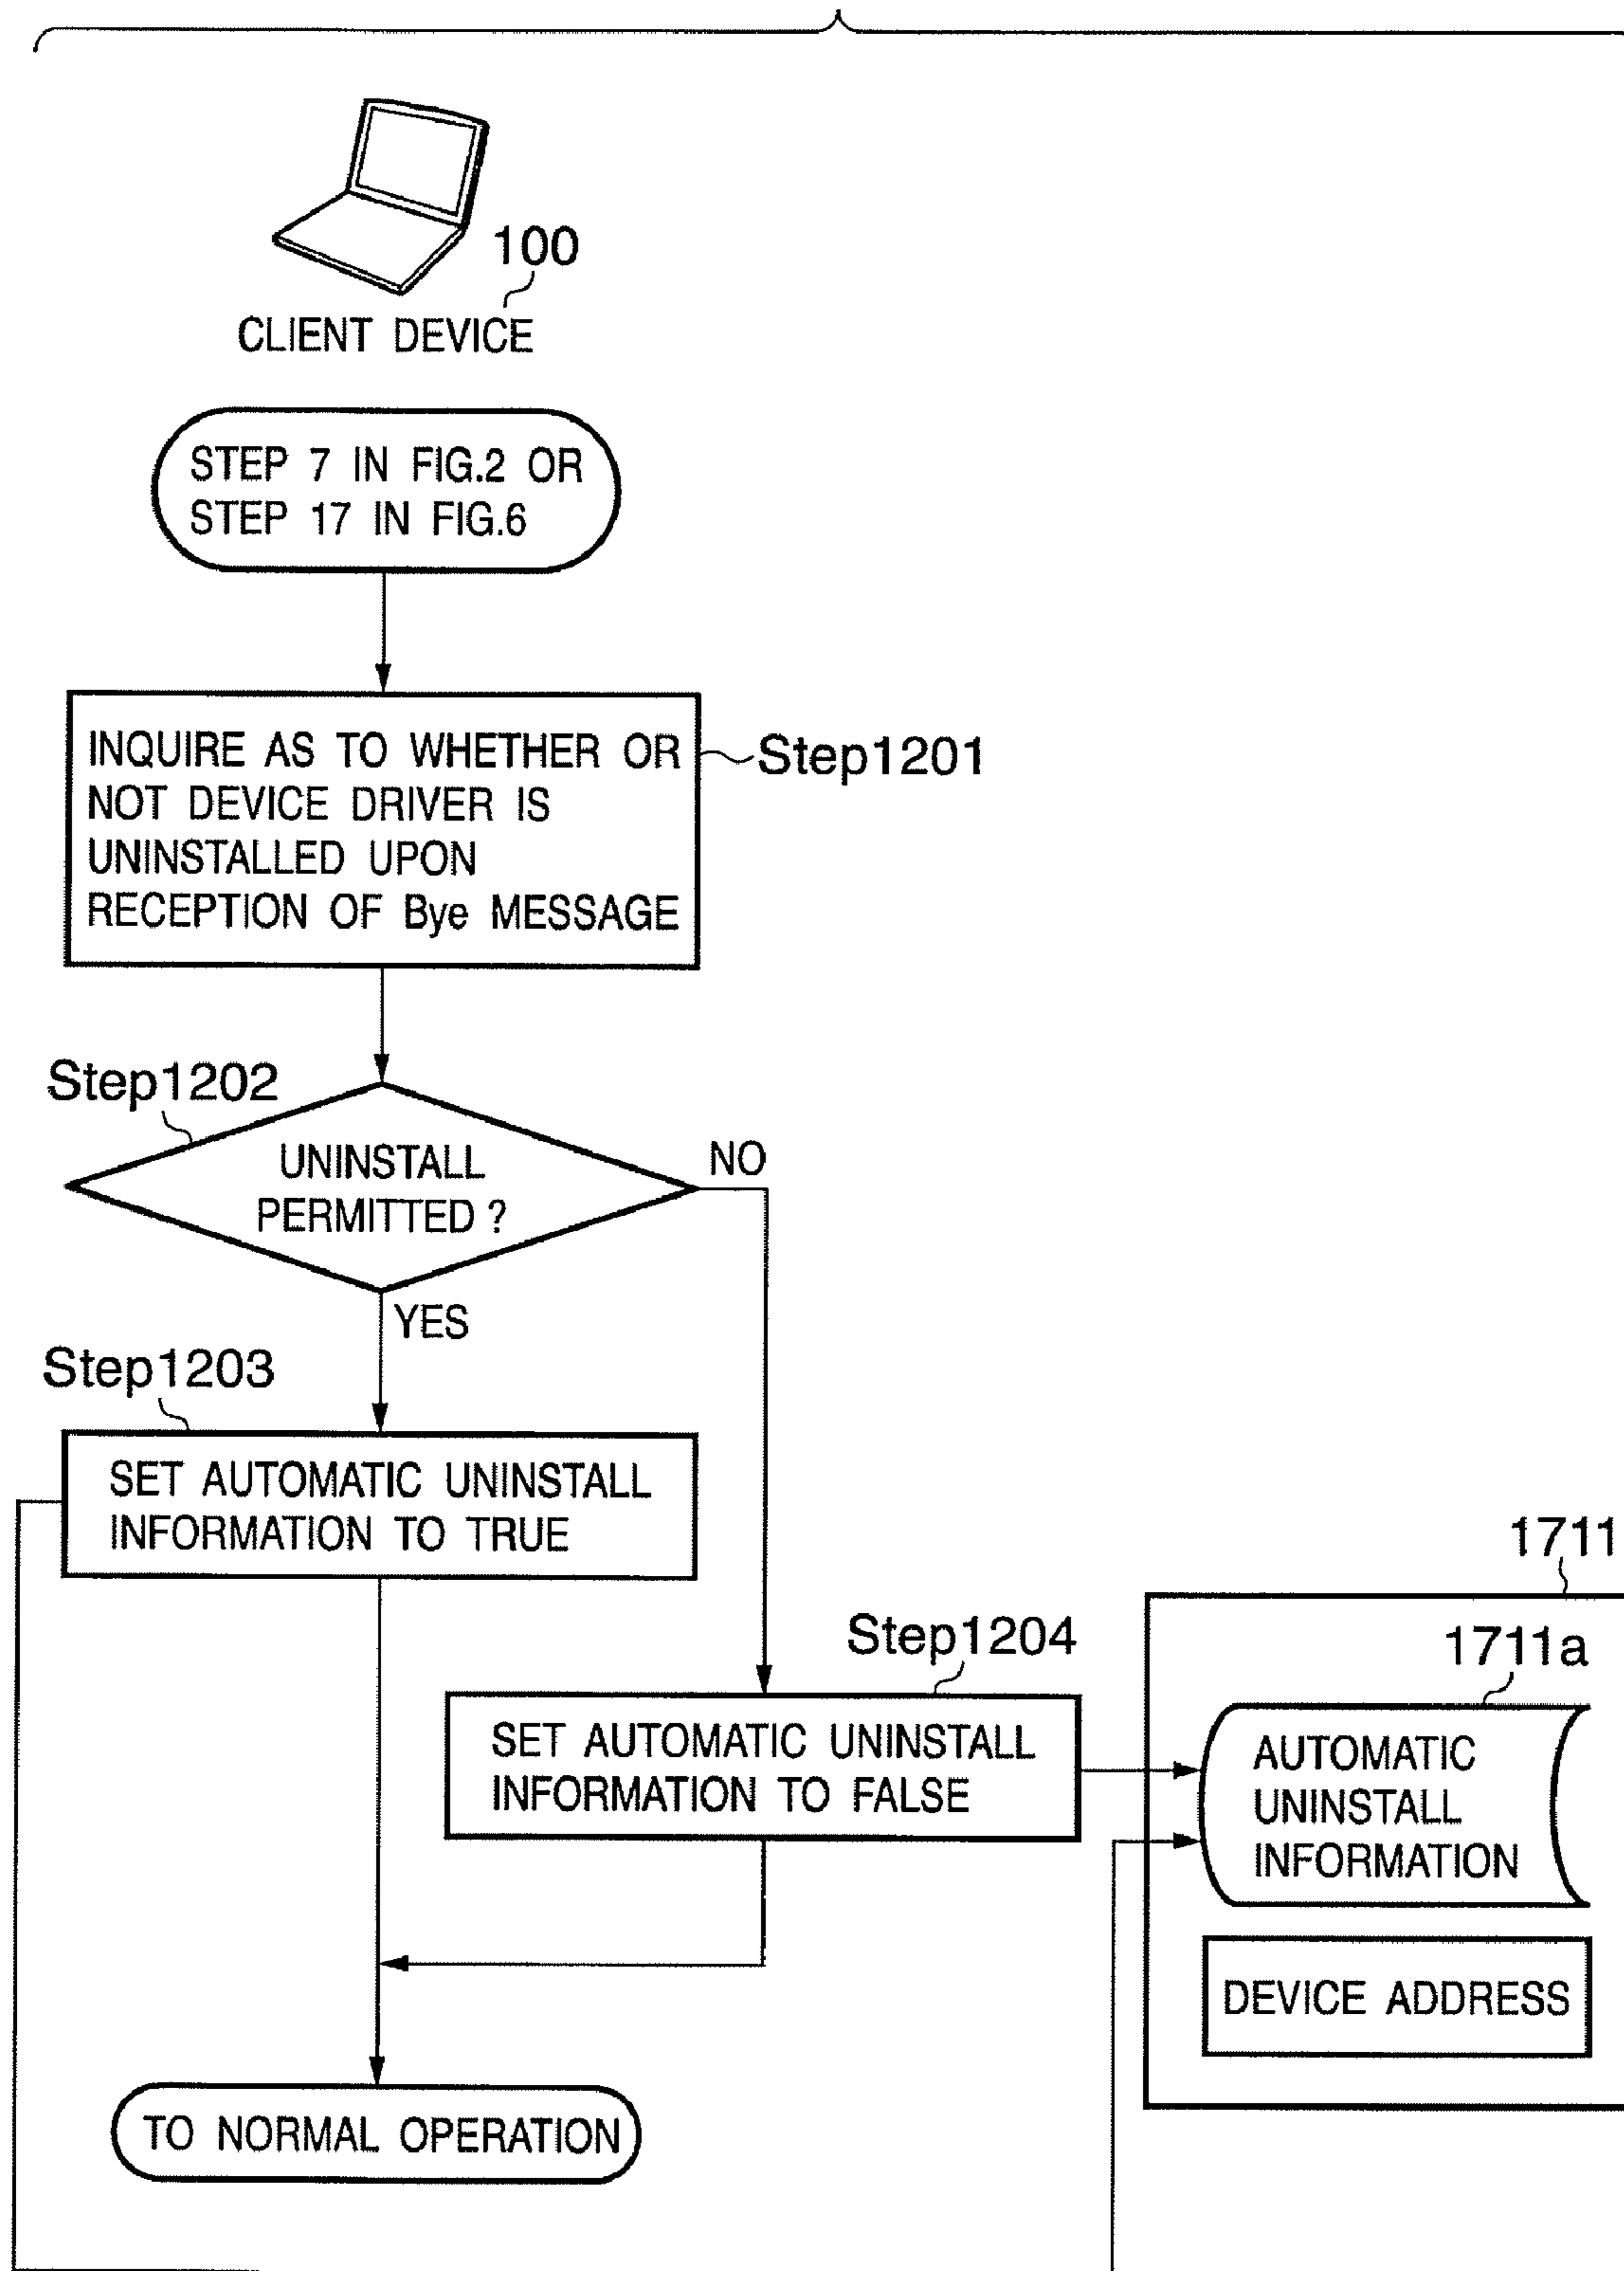 100
CLIENT DEVICE
STEP 7 IN FIG.2 OR
STEP 17 IN FIG.6
INQUIRE AS TO WHETHER OR
NOT DEVICE DRIVER IS
UNINSTALLED UPON
RECEPTION OF Bye MESSAGE
Step1201
Step1202
UNINSTALL
PERMITTED ?
NO
YES
Step1203
SET AUTOMATIC UNINSTALL
INFORMATION TO TRUE
Step1204
SET AUTOMATIC UNINSTALL
INFORMATION TO FALSE
1711
1711a
AUTOMATIC
UNINSTALL
INFORMATION
DEVICE ADDRESS
TO NORMAL OPERATION